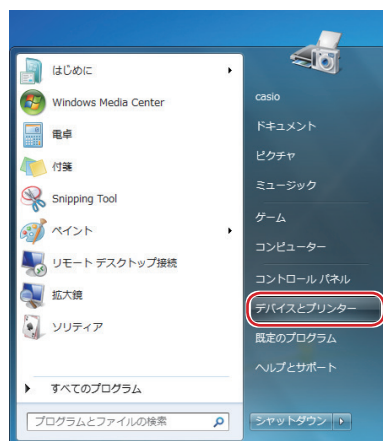 はじめに
Windows Media Center
電卓
付箋
Snipping Tool
ペイント
リモート デスクトップ接続
拡大鏡
ソリティア
すべてのプログラム
プログラムとファイルの検索
casio
ドキュメント
ピクチャ
ミュージック
ゲーム
コンピューター
コントロール パネル
デバイスとプリンター
既定のプログラム
ヘルプとサポート
シャットダウン